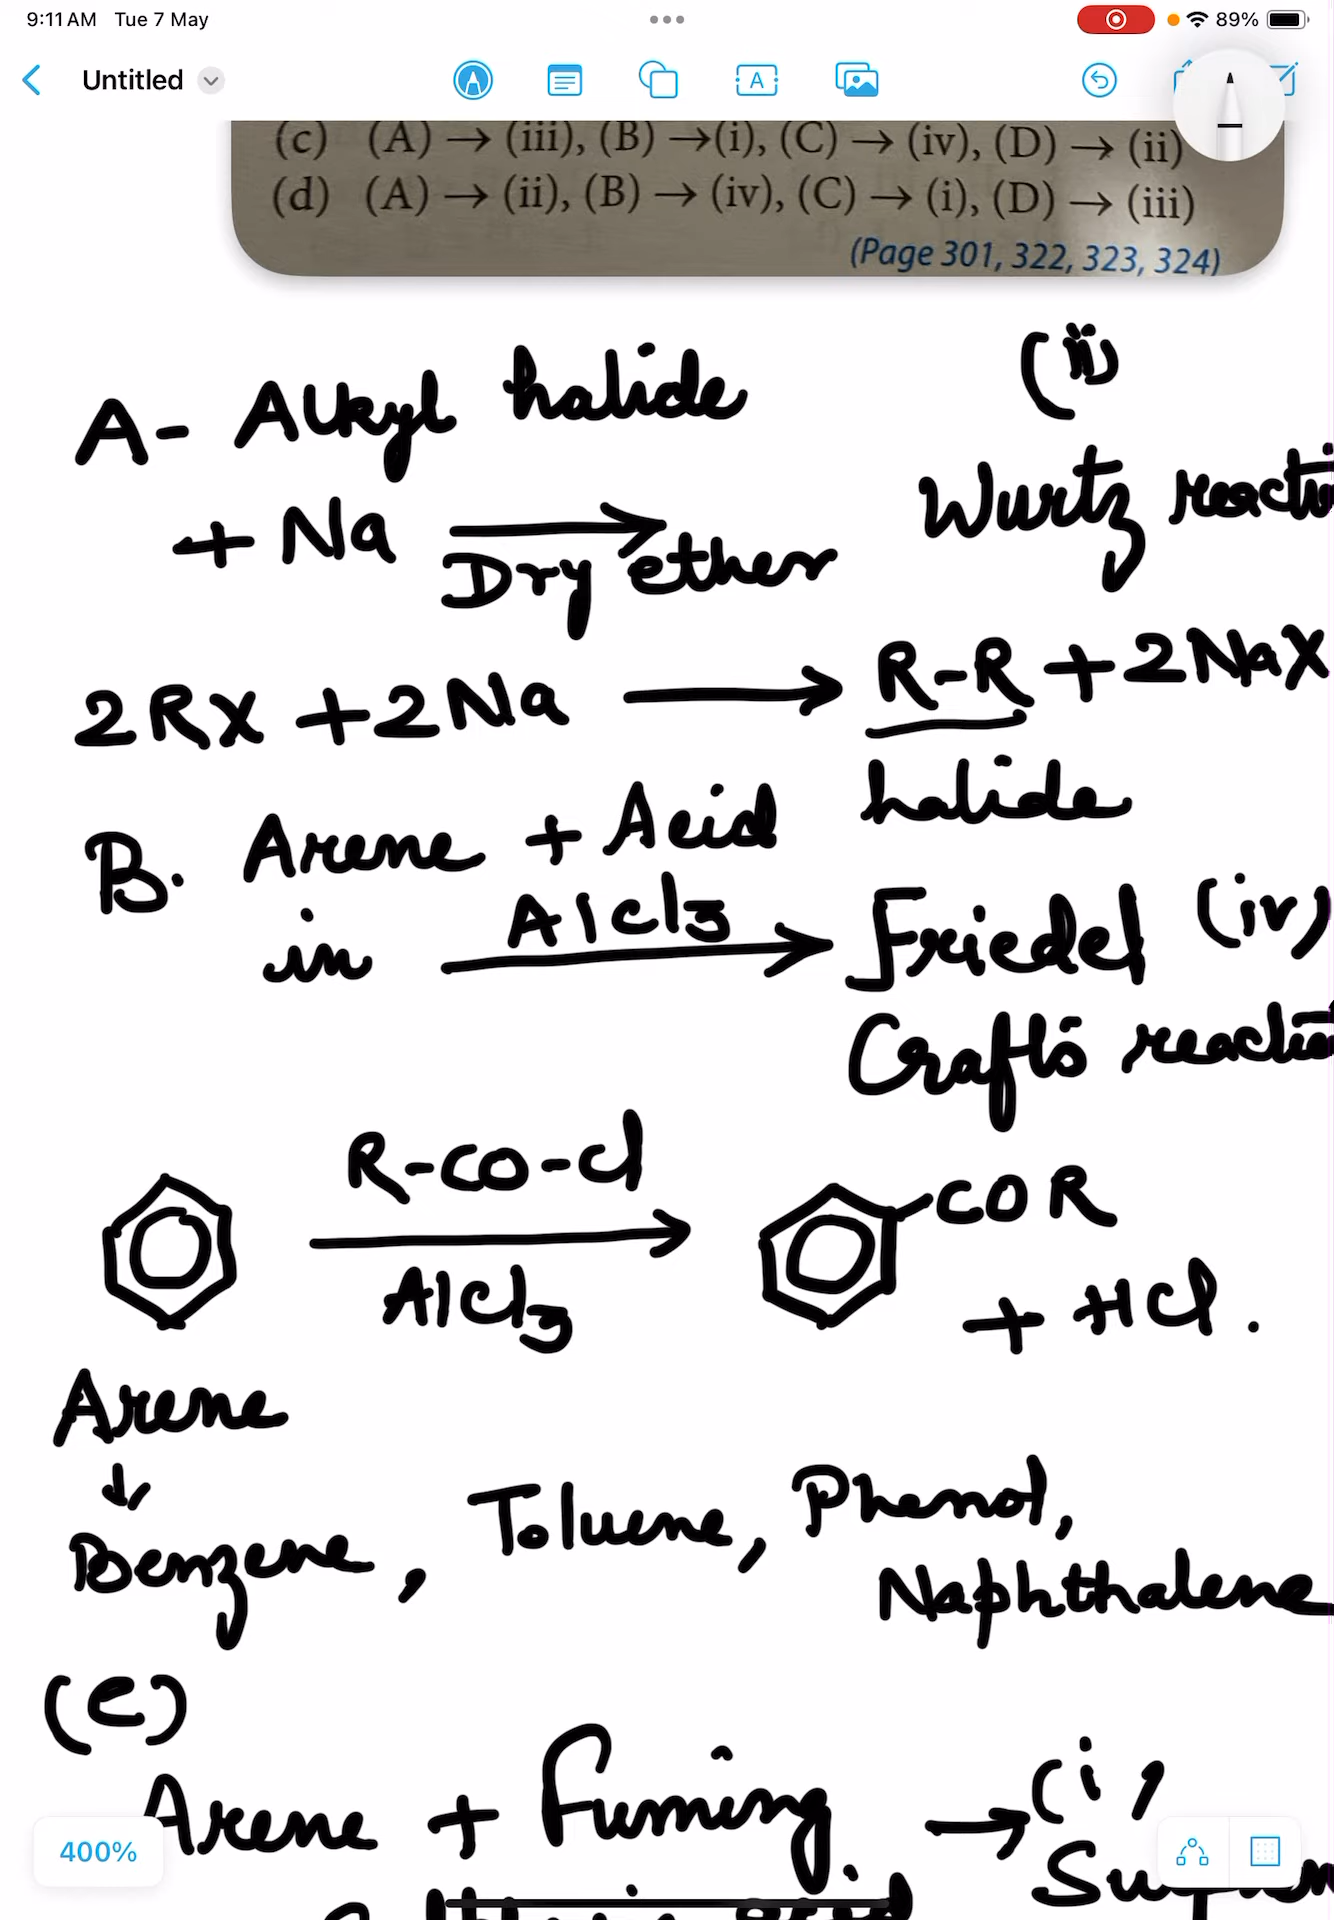 9:11 AM Tue 7 May
89%
Untitled
(c) (A) → (iii), (B) →(i), (C) → (iv), (D) → (ii)
(d) (A) → (ii), (B) → (iv), (C) → (i), (D) → (iii)
(Page 301, 322, 323, 324)
A- Alkyl halide (ii)
+ Na → Wurtz reacti
Dry ether
2RX + 2Na → R-R + 2NaX
B. Arene + Acid halide
in AlCl3 → Friedel (iv)
Crafts reaction
R-CO-Cl
→ COR
AlCl3 + HCl.
Arene
↓
Benzene, Toluene, Phenol,
Naphthalene
(C)
Arene + Fuming → (i)
400%